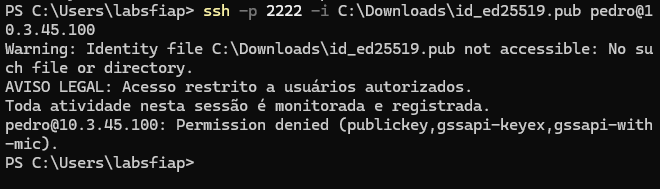 PS C:\Users\labsfiap> ssh -p 2222 -i C:\Downloads\id_ed25519.pub pedro@1
0.3.45.100
Warning: Identity file C:\Downloads\id_ed25519.pub not accessible: No su
ch file or directory.
AVISO LEGAL: Acesso restrito a usuários autorizados.
Toda atividade nesta sessão é monitorada e registrada.
pedro@10.3.45.100: Permission denied (publickey,gssapi-keyex,gssapi-with
-mic).
PS C:\Users\labsfiap>